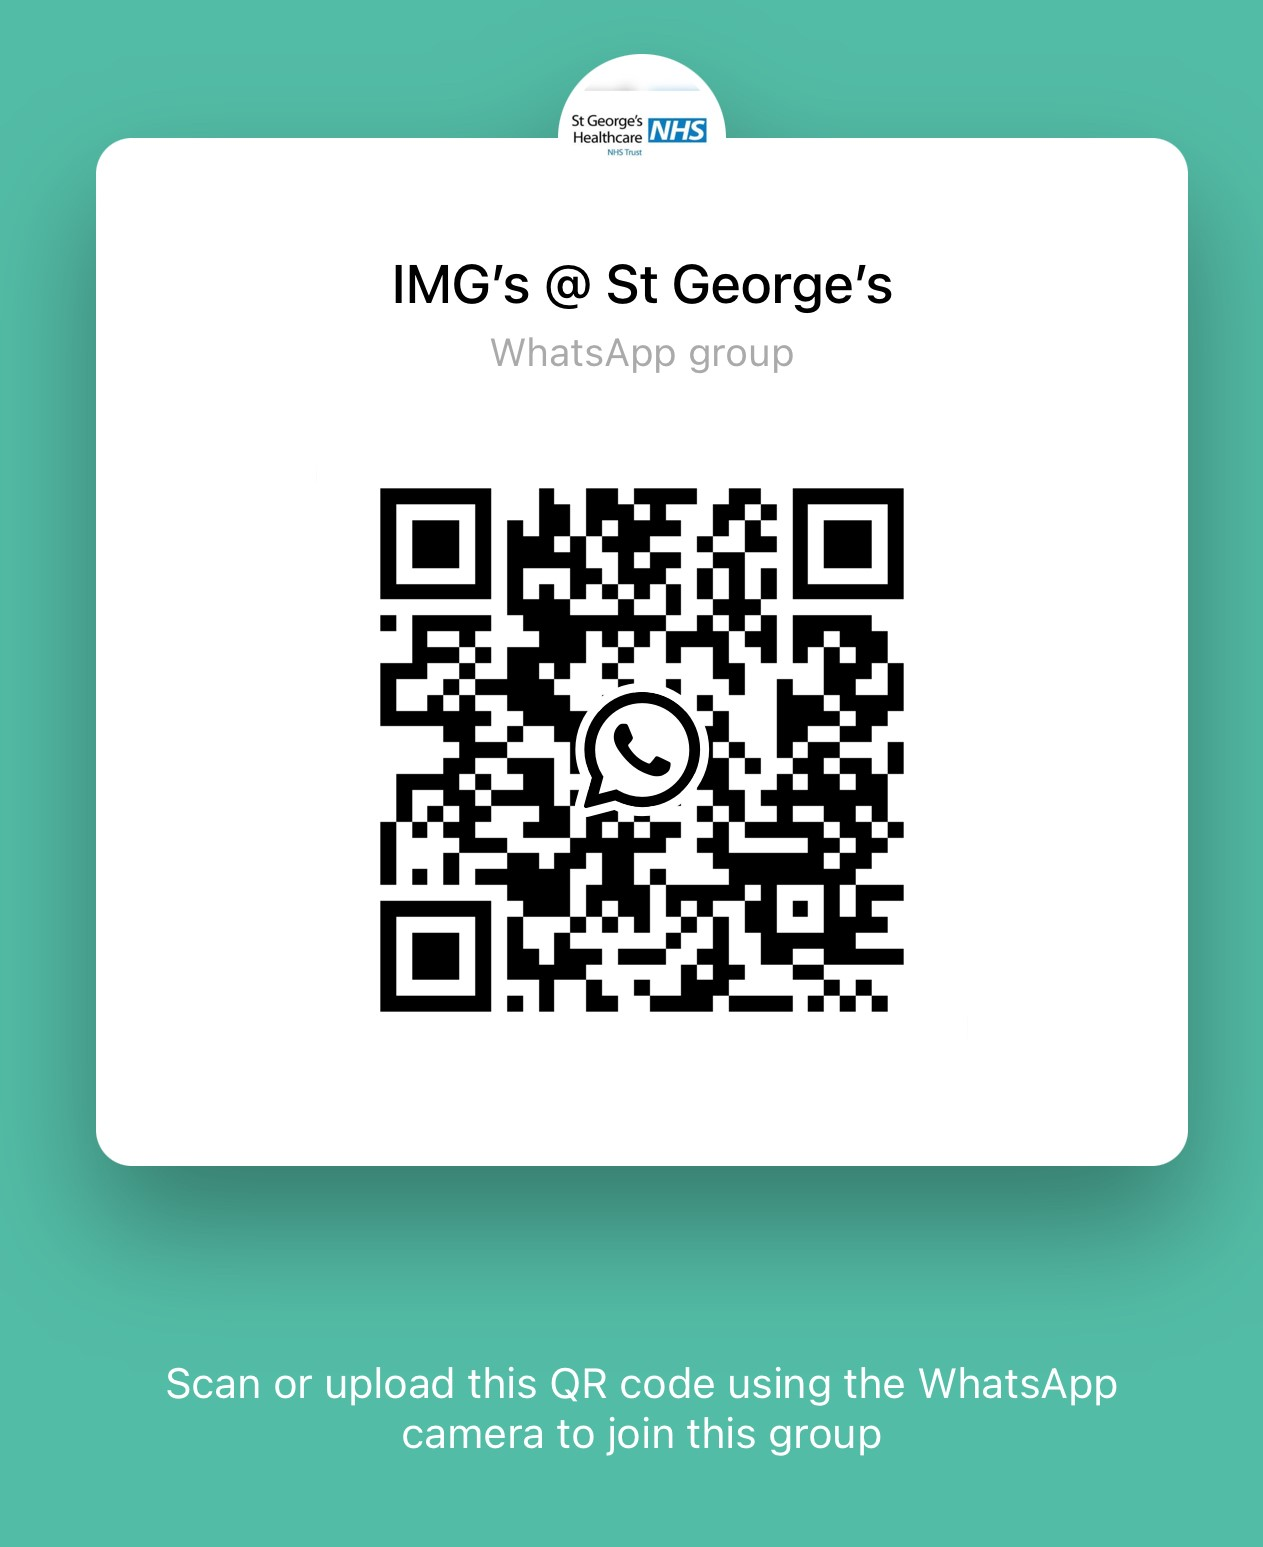 St George's
Healthcare NHS
NHS Trust
IMG’s @ St George’s
WhatsApp group
Scan or upload this QR code using the WhatsApp
camera to join this group